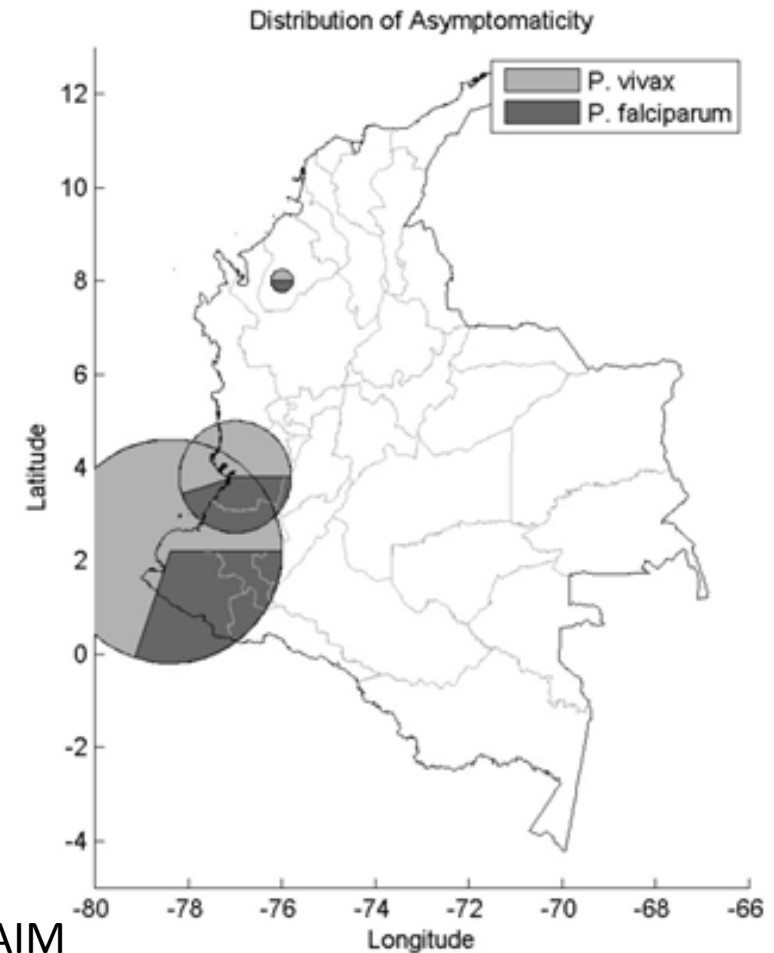 Distribution of Asymptomaticity
P. vivax
P. falciparum
12
10
8
6
4
2
0
-2
-4
Latitude
-80 -78 -76 -74 -72 -70 -68 -66
Longitude
AIM